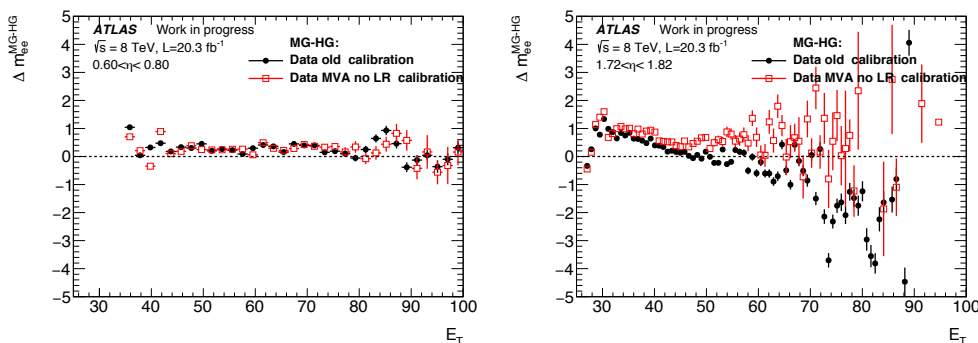 Δ m_ee^MG-HG
5
4
3
2
1
0
−1
−2
−3
−4
−5
ATLAS Work in progress
√s = 8 TeV, L=20.3 fb⁻¹
0.60<η< 0.80
MG-HG:
Data old calibration
Data MVA no LR calibration
30 40 50 60 70 80 90 100
E_T
Δ m_ee^MG-HG
5
4
3
2
1
0
−1
−2
−3
−4
−5
ATLAS Work in progress
√s = 8 TeV, L=20.3 fb⁻¹
1.72<η< 1.82
MG-HG:
Data old calibration
Data MVA no LR calibration
30 40 50 60 70 80 90 100
E_T